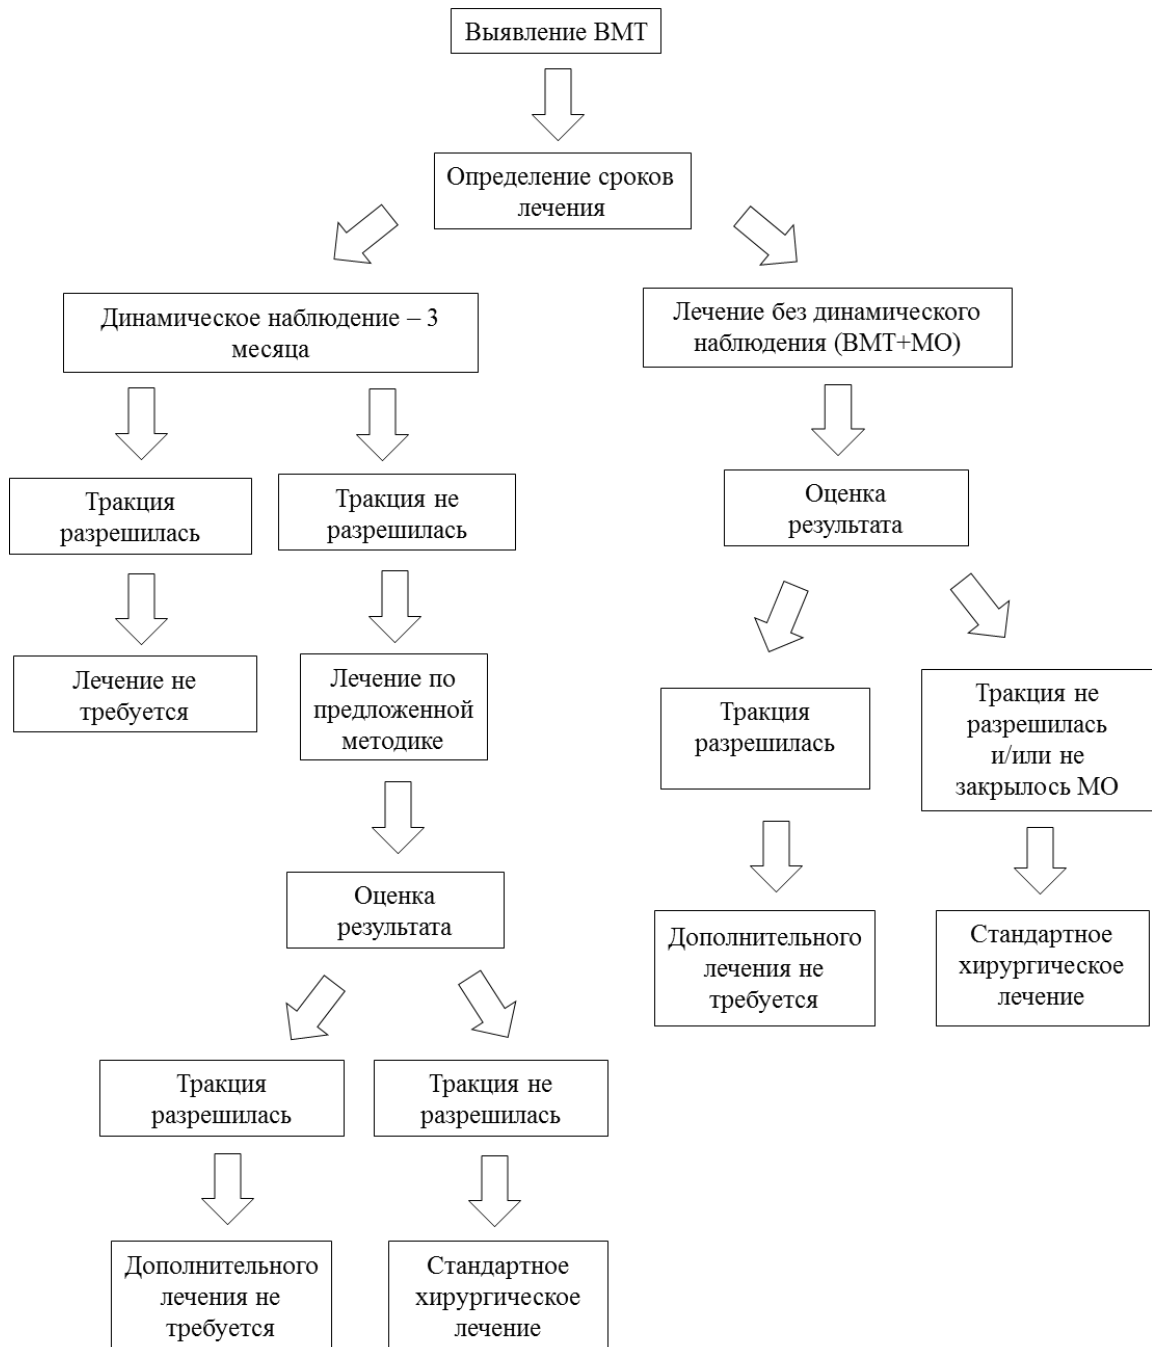 Выявление ВМТ
Определение сроков
лечения
Динамическое наблюдение – 3
месяца
Лечение без динамического
наблюдения (ВМТ+МО)
Тракция
разрешилась
Тракция не
разрешилась
Оценка
результата
Лечение не
требуется
Лечение по
предложенной
методике
Тракция
разрешилась
Тракция не
разрешилась
и/или не
закрылось МО
Оценка
результата
Дополнительного
лечения не
требуется
Стандартное
хирургическое
лечение
Тракция
разрешилась
Тракция не
разрешилась
Дополнительного
лечения не
требуется
Стандартное
хирургическое
лечение